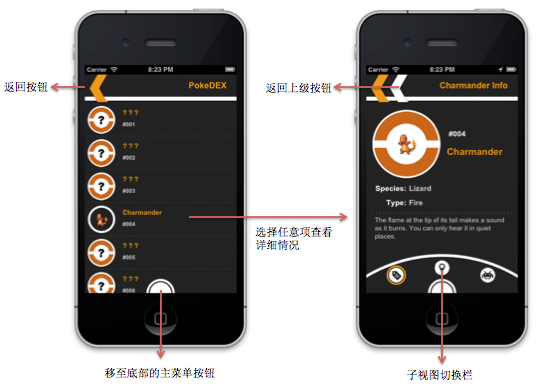 Carrier 8:23 PM
PokeDEX
返回按钮
? ? ?
#001
? ? ?
#002
? ? ?
#003
Charmander
#004
? ? ?
#005
? ? ?
#006
移至底部的主菜单按钮
选择任意项查看
详细情况
Carrier 8:23 PM
Charmander Info
返回上级按钮
#004
Charmander
Species: Lizard
Type: Fire
The flame at the tip of its tail makes a sound
as it burns. You can only hear it in quiet
places.
子视图切换栏